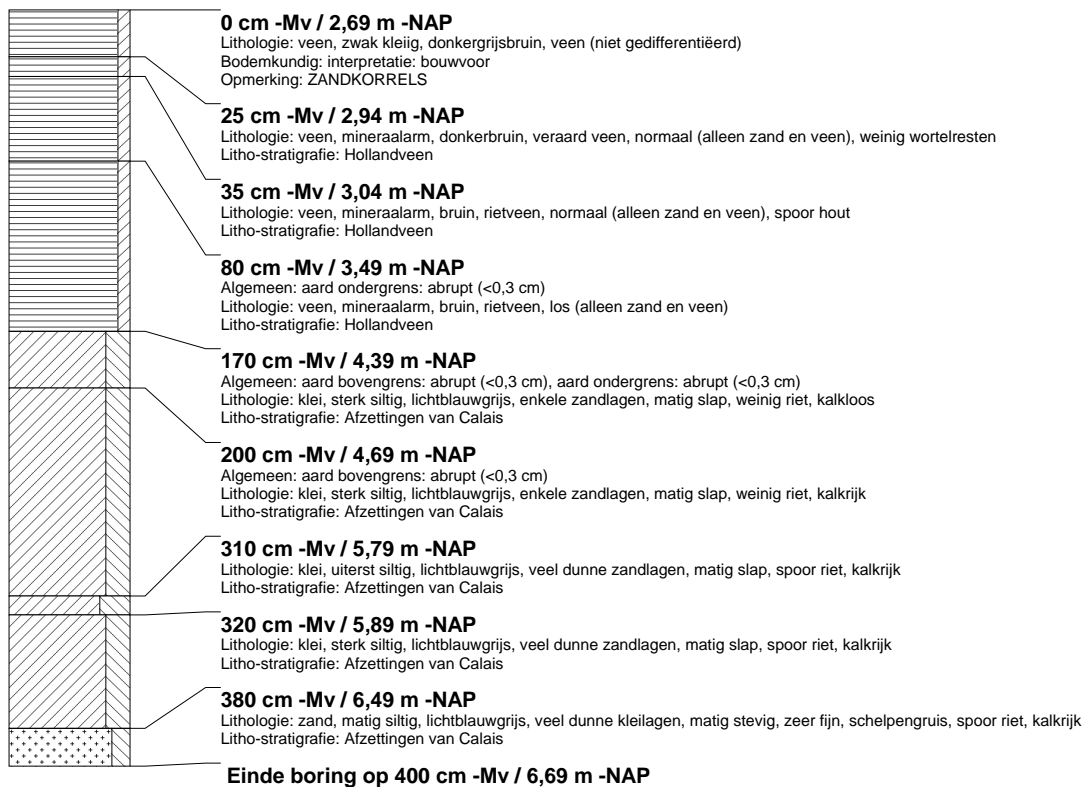 0 cm -Mv / 2,69 m -NAP
Lithologie: veen, zwak kleiig, donkergrijsbruin, veen (niet gedifferentiëerd)
Bodemkundig: interpretatie: bouwvoor
Opmerking: ZANDKORRELS
25 cm -Mv / 2,94 m -NAP
Lithologie: veen, mineraalarm, donkerbruin, veraard veen, normaal (alleen zand en veen), weinig wortelresten
Litho-stratigrafie: Hollandveen
35 cm -Mv / 3,04 m -NAP
Lithologie: veen, mineraalarm, bruin, rietveen, normaal (alleen zand en veen), spoor hout
Litho-stratigrafie: Hollandveen
80 cm -Mv / 3,49 m -NAP
Algemeen: aard ondergrens: abrupt (<0,3 cm)
Lithologie: veen, mineraalarm, bruin, rietveen, los (alleen zand en veen)
Litho-stratigrafie: Hollandveen
170 cm -Mv / 4,39 m -NAP
Algemeen: aard bovengrens: abrupt (<0,3 cm), aard ondergrens: abrupt (<0,3 cm)
Lithologie: klei, sterk siltig, lichtblauwgrijs, enkele zandlagen, matig slap, weinig riet, kalkloos
Litho-stratigrafie: Afzettingen van Calais
200 cm -Mv / 4,69 m -NAP
Algemeen: aard bovengrens: abrupt (<0,3 cm)
Lithologie: klei, sterk siltig, lichtblauwgrijs, enkele zandlagen, matig slap, weinig riet, kalkrijk
Litho-stratigrafie: Afzettingen van Calais
310 cm -Mv / 5,79 m -NAP
Lithologie: klei, uiterst siltig, lichtblauwgrijs, veel dunne zandlagen, matig slap, spoor riet, kalkrijk
Litho-stratigrafie: Afzettingen van Calais
320 cm -Mv / 5,89 m -NAP
Lithologie: klei, sterk siltig, lichtblauwgrijs, veel dunne zandlagen, matig slap, spoor riet, kalkrijk
Litho-stratigrafie: Afzettingen van Calais
380 cm -Mv / 6,49 m -NAP
Lithologie: zand, matig siltig, lichtblauwgrijs, veel dunne kleilagen, matig stevig, zeer fijn, schelpengruis, spoor riet, kalkrijk
Litho-stratigrafie: Afzettingen van Calais
Einde boring op 400 cm -Mv / 6,69 m -NAP